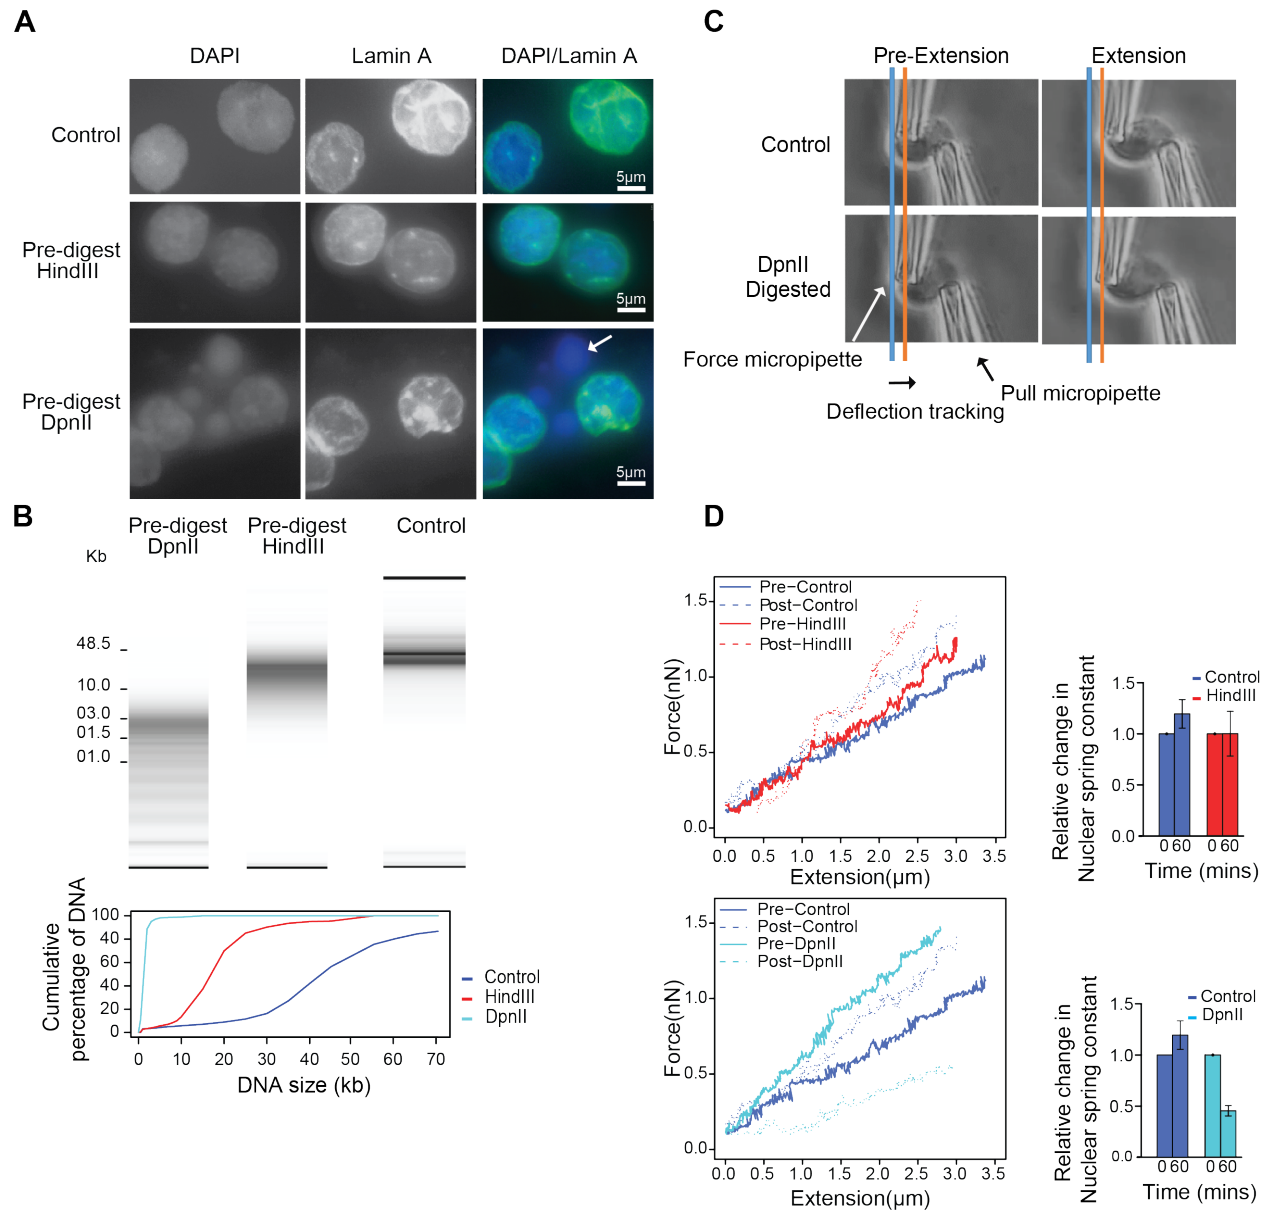 A
DAPI
Lamin A
DAPI/Lamin A
Control
5µm
Pre-digest
HindIII
5µm
Pre-digest
DpnII
5µm
B
Pre-digest
DpnII
Pre-digest
HindIII
Control
Kb
48.5
10.0
03.0
01.5
01.0
Cumulative
percentage of DNA
100
40
60
40
20
0
0
10
20
30
40
50
60
70
DNA size (kb)
Control
HindIII
DpnII
C
Pre-Extension
Extension
Control
DpnII
Digested
Force micropipette
Deflection tracking
Pull micropipette
D
Force(nN)
1.5
1.0
0.5
0.0
Pre−Control
Post−Control
Pre−HindIII
Post−HindIII
0.0
0.5
1.0
1.5
2.0
2.5
3.0
3.5
Extension(µm)
Relative change in
Nuclear spring constant
1.5
1.0
0.5
0.0
Control
HindIII
0 60
0 60
Time (mins)
Force(nN)
1.5
1.0
0.5
0.0
Pre−Control
Post−Control
Pre−DpnII
Post−DpnII
0.0
0.5
1.0
1.5
2.0
2.5
3.0
3.5
Extension(µm)
Relative change in
Nuclear spring constant
1.5
1.0
0.5
0.0
Control
DpnII
0 60
0 60
Time (mins)